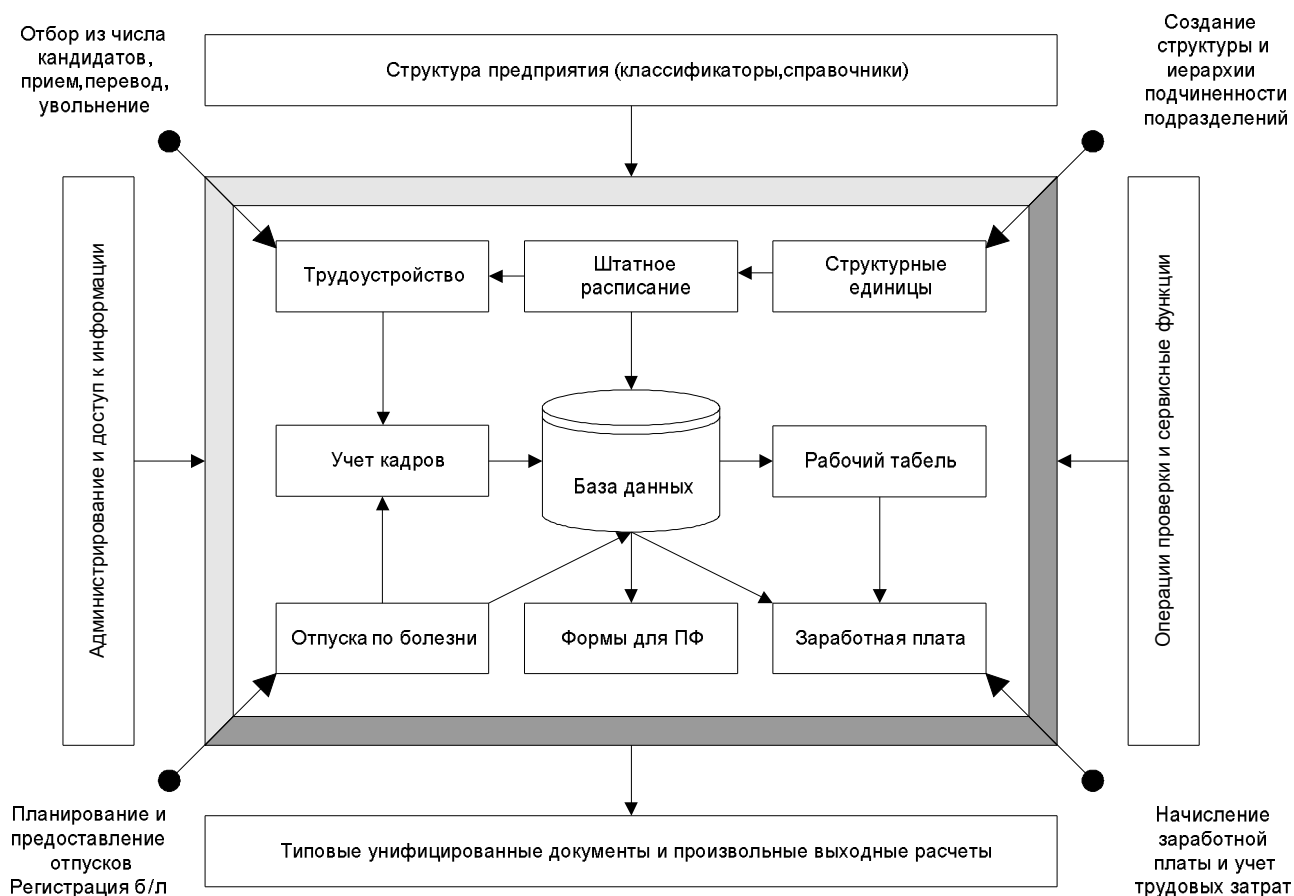 Отбор из числа
кандидатов,
прием,перевод,
увольнение
Структура предприятия (классификаторы,справочники)
Создание
структуры и
иерархии
подчиненности
подразделений
Администрирование и доступ к информации
Трудоустройство
Штатное
расписание
Структурные
единицы
Учет кадров
База данных
Рабочий табель
Отпуска по болезни
Формы для ПФ
Заработная плата
Операции проверки и сервисные функции
Планирование и
предоставление
отпусков
Регистрация б/л
Типовые унифицированные документы и произвольные выходные расчеты
Начисление
заработной
платы и учет
трудовых затрат